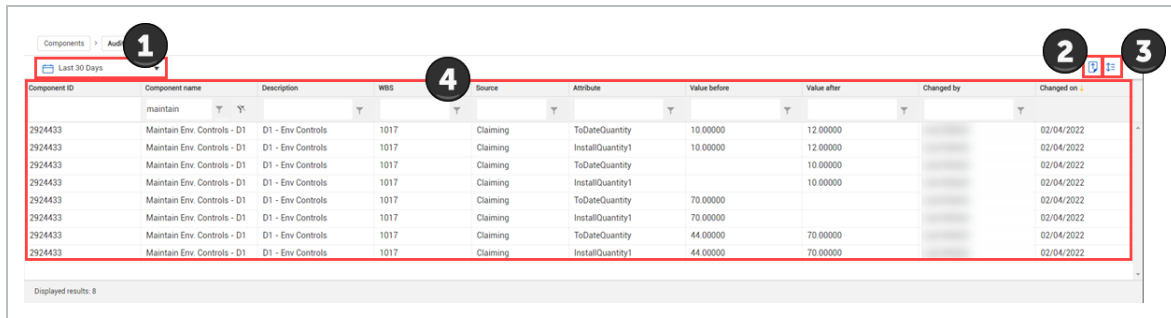 Components > Audi
1
2
3
Last 30 Days
4
Component ID Component name Description WBS Source Attribute Value before Value after Changed by Changed on ↓
maintain
2924433 Maintain Env. Controls - D1 D1 - Env Controls 1017 Claiming ToDateQuantity 10.00000 12.00000 02/04/2022
2924433 Maintain Env. Controls - D1 D1 - Env Controls 1017 Claiming InstallQuantity1 10.00000 12.00000 02/04/2022
2924433 Maintain Env. Controls - D1 D1 - Env Controls 1017 Claiming ToDateQuantity 10.00000 02/04/2022
2924433 Maintain Env. Controls - D1 D1 - Env Controls 1017 Claiming InstallQuantity1 10.00000 02/04/2022
2924433 Maintain Env. Controls - D1 D1 - Env Controls 1017 Claiming ToDateQuantity 70.00000 02/04/2022
2924433 Maintain Env. Controls - D1 D1 - Env Controls 1017 Claiming InstallQuantity1 70.00000 02/04/2022
2924433 Maintain Env. Controls - D1 D1 - Env Controls 1017 Claiming ToDateQuantity 44.00000 70.00000 02/04/2022
2924433 Maintain Env. Controls - D1 D1 - Env Controls 1017 Claiming InstallQuantity1 44.00000 70.00000 02/04/2022
Displayed results: 8